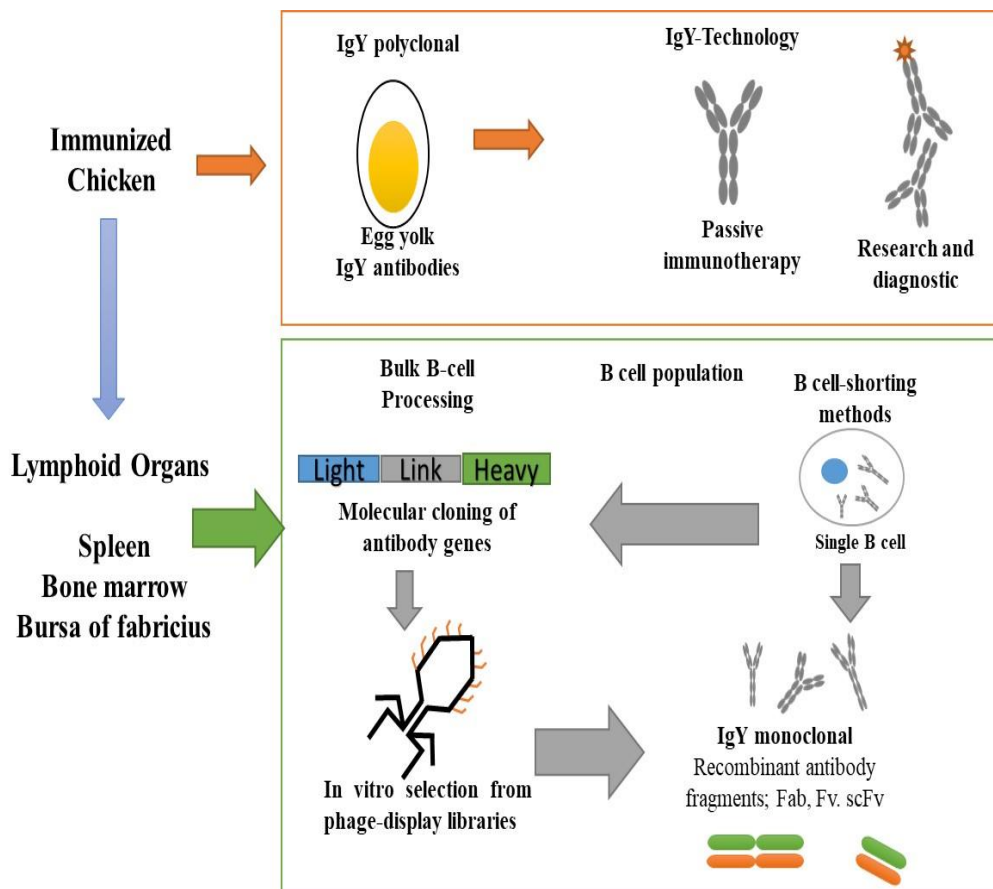 Immunized
Chicken
IgY polyclonal
Egg yolk
IgY antibodies
IgY-Technology
Passive
immunotherapy
Research and
diagnostic
Lymphoid Organs
Spleen
Bone marrow
Bursa of fabricius
Bulk B-cell
Processing
B cell population
B cell-shorting
methods
Light Link Heavy
Molecular cloning of
antibody genes
Single B cell
In vitro selection from
phage-display libraries
IgY monoclonal
Recombinant antibody
fragments; Fab, Fv. scFv